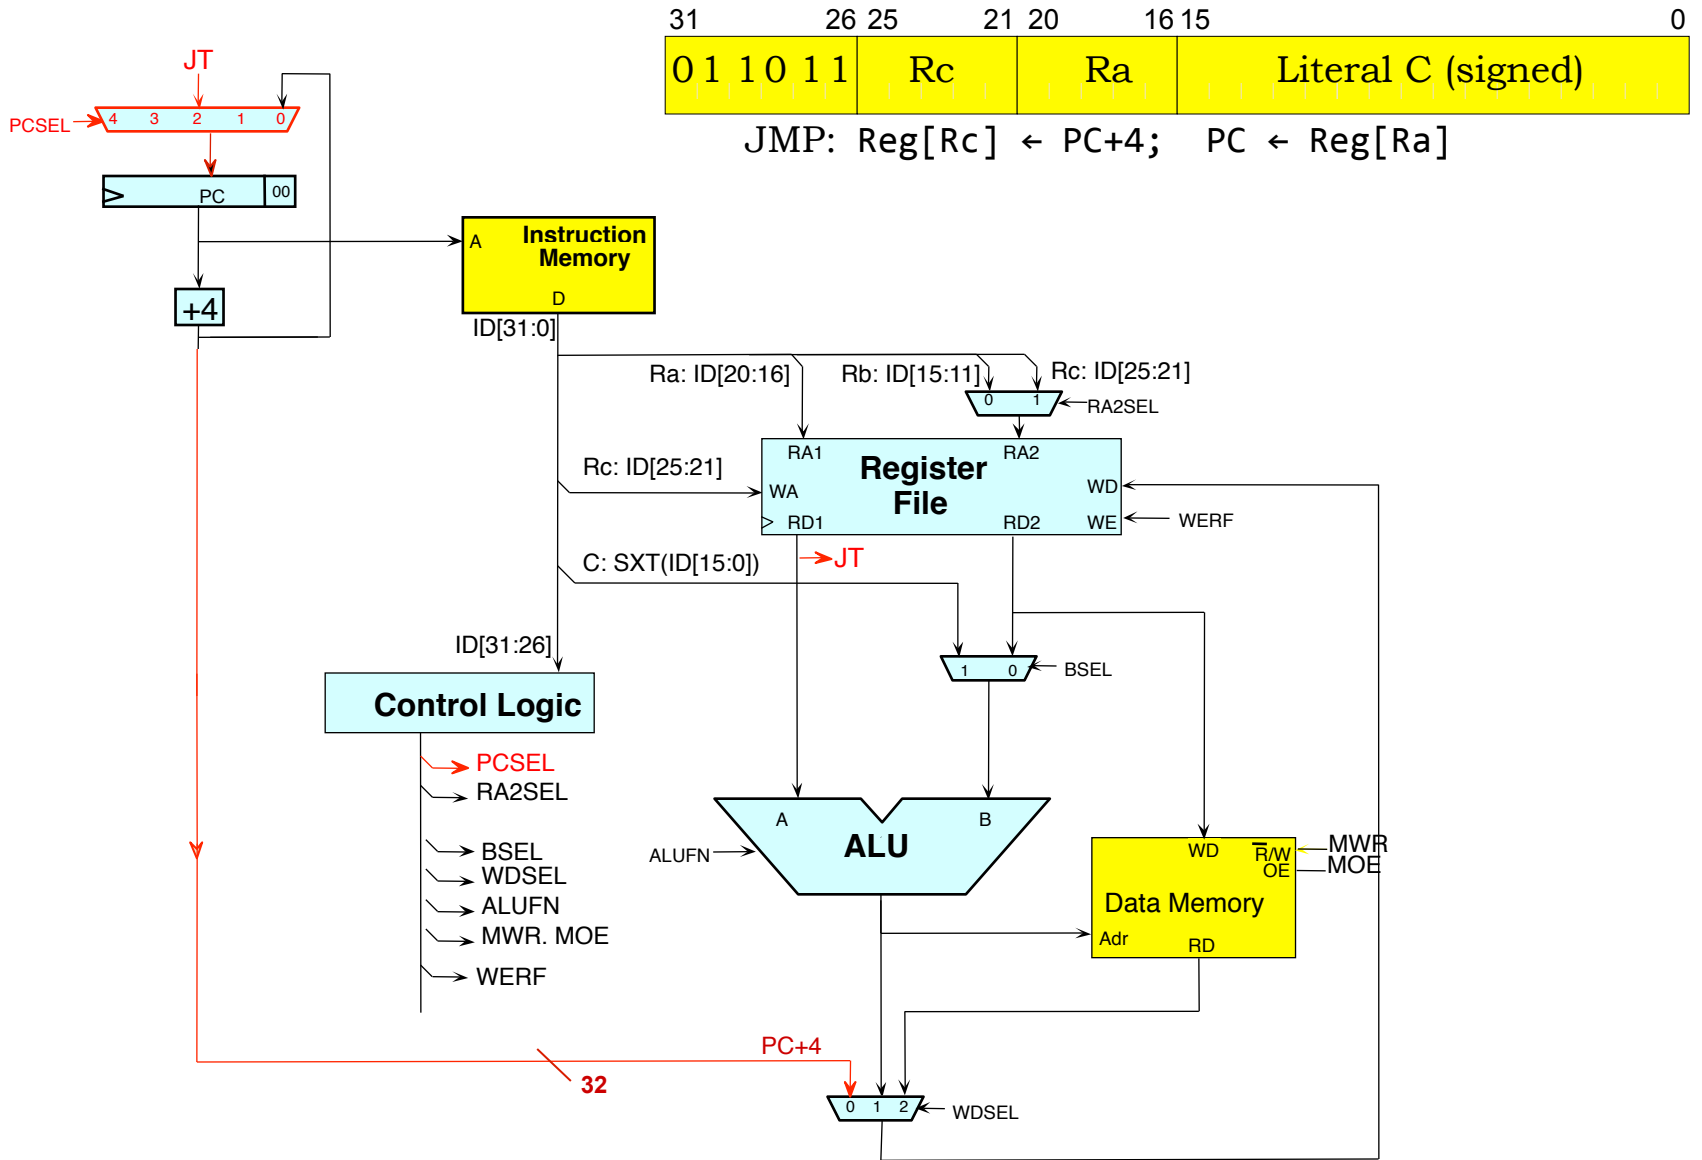 31 26 25 21 20 16 15 0
0 1 1 0 1 1 Rc Ra Literal C (signed)
JMP: Reg[Rc] ← PC+4; PC ← Reg[Ra]
JT
PCSEL 4 3 2 1 0
PC 00
+4
A Instruction Memory
D
ID[31:0]
Ra: ID[20:16] Rb: ID[15:11] Rc: ID[25:21]
0 1 RA2SEL
RA1 RA2
Register File
Rc: ID[25:21] WA WD
RD1 RD2 WE WERF
JT
C: SXT(ID[15:0])
ID[31:26]
1 0 BSEL
Control Logic
PCSEL
RA2SEL
BSEL
WDSEL
ALUFN
MWR. MOE
WERF
A B
ALUFN ALU
WD R/W MWR
OE MOE
Data Memory
Adr RD
PC+4
32
0 1 2 WDSEL